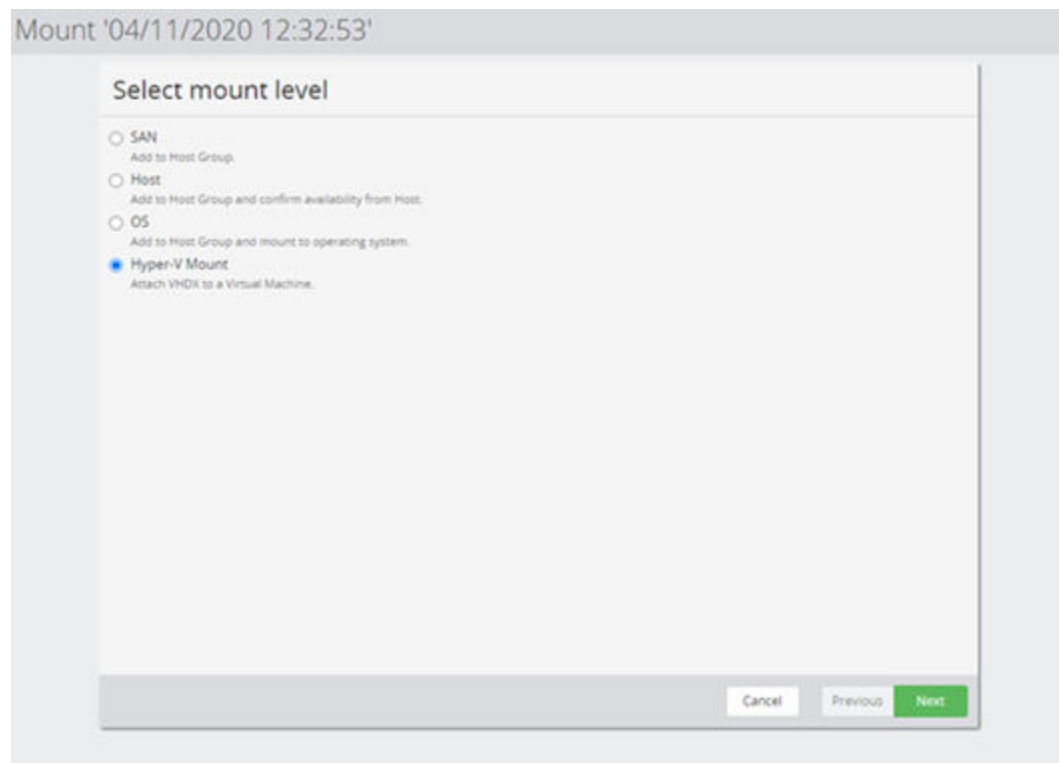 Mount '04/11/2020 12:32:53'
Select mount level
SAN
Add to Host Group.
Host
Add to Host Group and confirm availability from Host.
OS
Add to Host Group and mount to operating system.
Hyper-V Mount
Attach VHDX to a Virtual Machine.
Cancel Previous Next